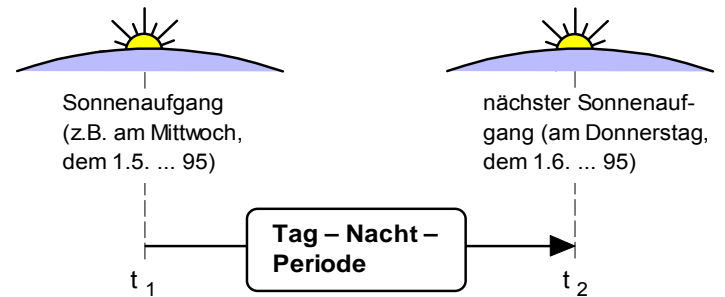 Sonnenaufgang
(z.B. am Mittwoch,
dem 1.5. ... 95)
nächster Sonnenauf-
gang (am Donnerstag,
dem 1.6. ... 95)
Tag – Nacht –
Periode
t 1
t 2